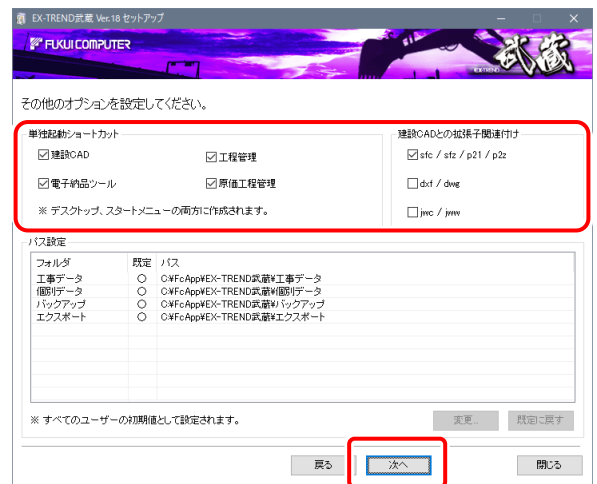 EX-TREND武蔵 Ver.18 セットアップ
FUKUI COMPUTER
EX-TREND 武蔵
その他のオプションを設定してください。
単独起動ショートカット
建設CADとの拡張子関連付け
建設CAD 工程管理 sfc / sfz / p21 / p2z
電子納品ツール 原価工程管理 dxf / dwg
※ デスクトップ、スタートメニューの両方に作成されます。 jwc / jww
パス設定
フォルダ 既定 パス
工事データ ○ C:¥FcApp¥EX-TREND武蔵¥工事データ
個別データ ○ C:¥FcApp¥EX-TREND武蔵¥個別データ
バックアップ ○ C:¥FcApp¥EX-TREND武蔵¥バックアップ
エクスポート ○ C:¥FcApp¥EX-TREND武蔵¥エクスポート
※ すべてのユーザーの初期値として設定されます。 変更... 既定に戻す
戻る 次へ 閉じる